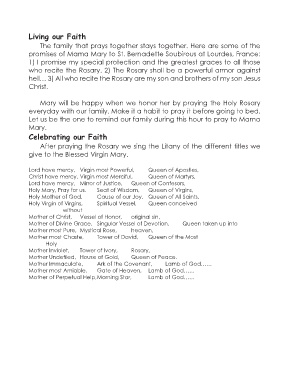 Living our Faith
The family that prays together stays together. Here are some of the
promises of Mama Mary to St. Bernadette Soubirous of Lourdes, France:
1) I promise my special protection and the greatest graces to all those
who recite the Rosary. 2) The Rosary shall be a powerful armor against
hell... 3) All who recite the Rosary are my son and brothers of my son Jesus
Christ.
Mary will be happy when we honor her by praying the Holy Rosary
everyday with our family. Make it a habit to pray it before going to bed.
Let us be the one to remind our family during this hour to pray to Mama
Mary.
Celebrating our Faith
After praying the Rosary we sing the Litany of the different titles we
give to the Blessed Virgin Mary.
Lord have mercy, Virgin most Powerful, Queen of Apostles,
Christ have mercy, Virgin most Merciful, Queen of Martyrs,
Lord have mercy, Mirror of Justice, Queen of Confessors,
Holy Mary, Pray for us. Seat of Wisdom, Queen of Virgins,
Holy Mother of God, Cause of our Joy, Queen of All Saints,
Holy Virgin of Virgins, Spiritual Vessel, Queen conceived
without
Mother of Christ, Vessel of Honor, original sin,
Mother of Divine Grace, Singular Vessel of Devotion, Queen taken up into
Mother most Pure, Mystical Rose, heaven,
Mother most Chaste, Tower of David, Queen of the Most
Holy
Mother Inviolet, Tower of Ivory, Rosary,
Mother Undefiled, House of Gold, Queen of Peace,
Mother Immaculate, Ark of the Covenant, Lamb of God......
Mother most Amiable, Gate of Heaven, Lamb of God......
Mother of Perpetual Help, Morning Star, Lamb of God......